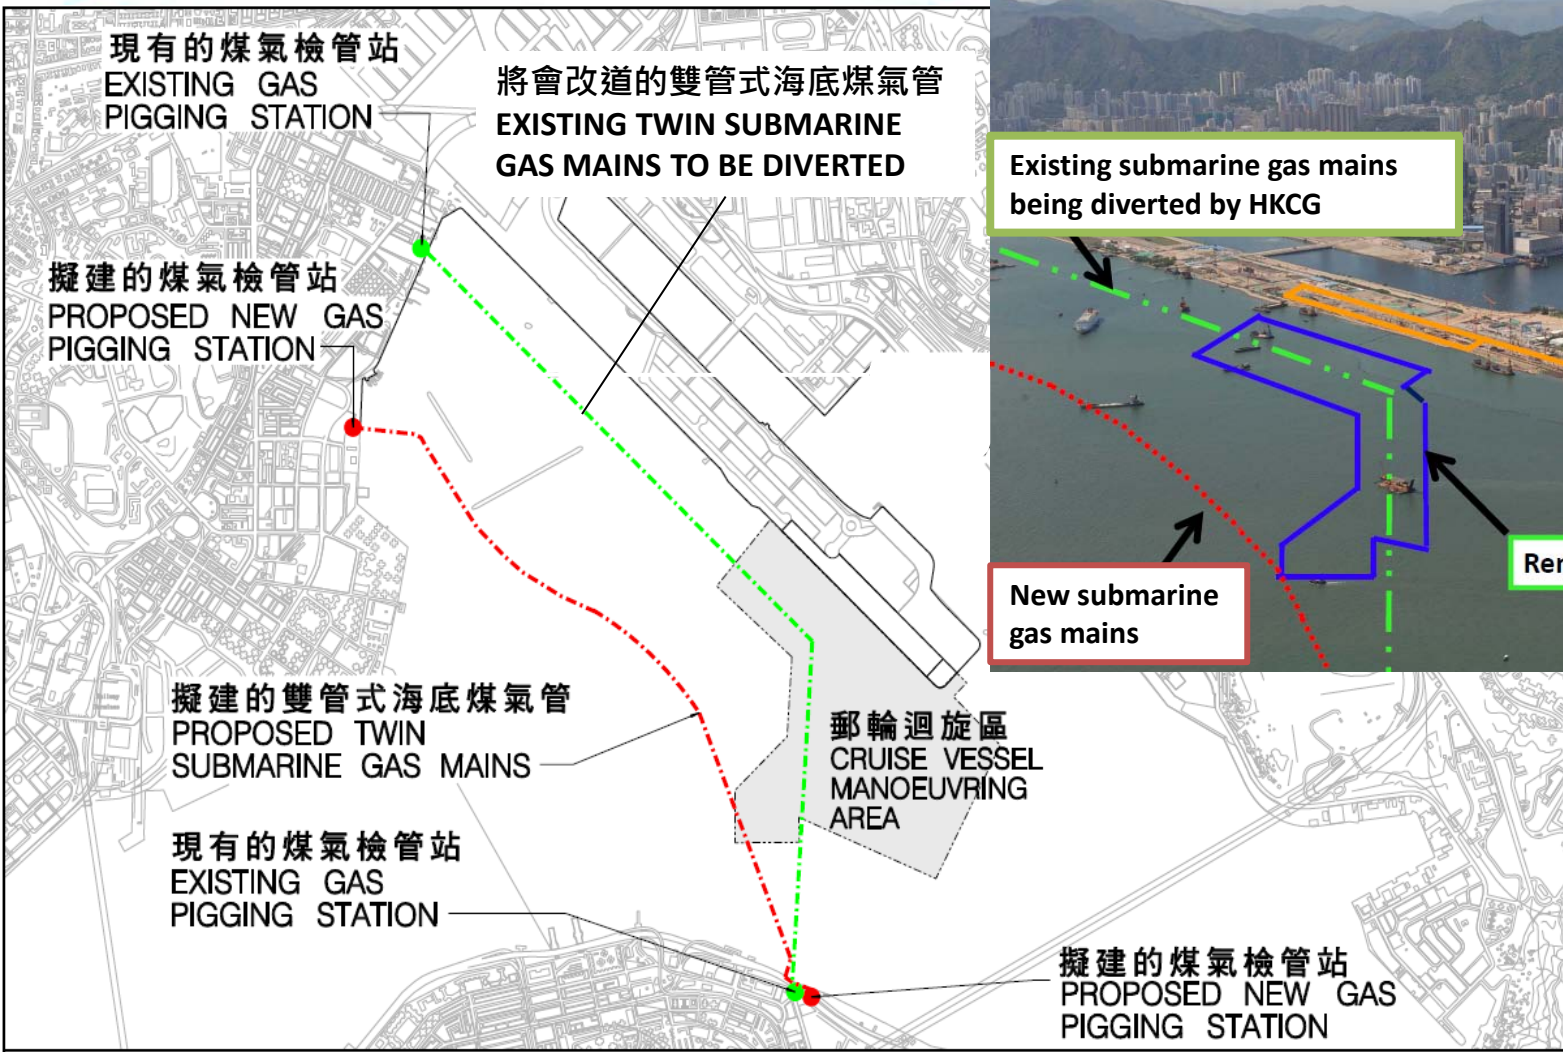 現有的煤氣檢管站
EXISTING GAS
PIGGING STATION
將會改道的雙管式海底煤氣管
EXISTING TWIN SUBMARINE
GAS MAINS TO BE DIVERTED
Existing submarine gas mains
being diverted by HKCG
擬建的煤氣檢管站
PROPOSED NEW GAS
PIGGING STATION
Rer
New submarine
gas mains
擬建的雙管式海底煤氣管
PROPOSED TWIN
SUBMARINE GAS MAINS
郵輪迴旋區
CRUISE VESSEL
MANOEUVRING
AREA
現有的煤氣檢管站
EXISTING GAS
PIGGING STATION
擬建的煤氣檢管站
PROPOSED NEW GAS
PIGGING STATION